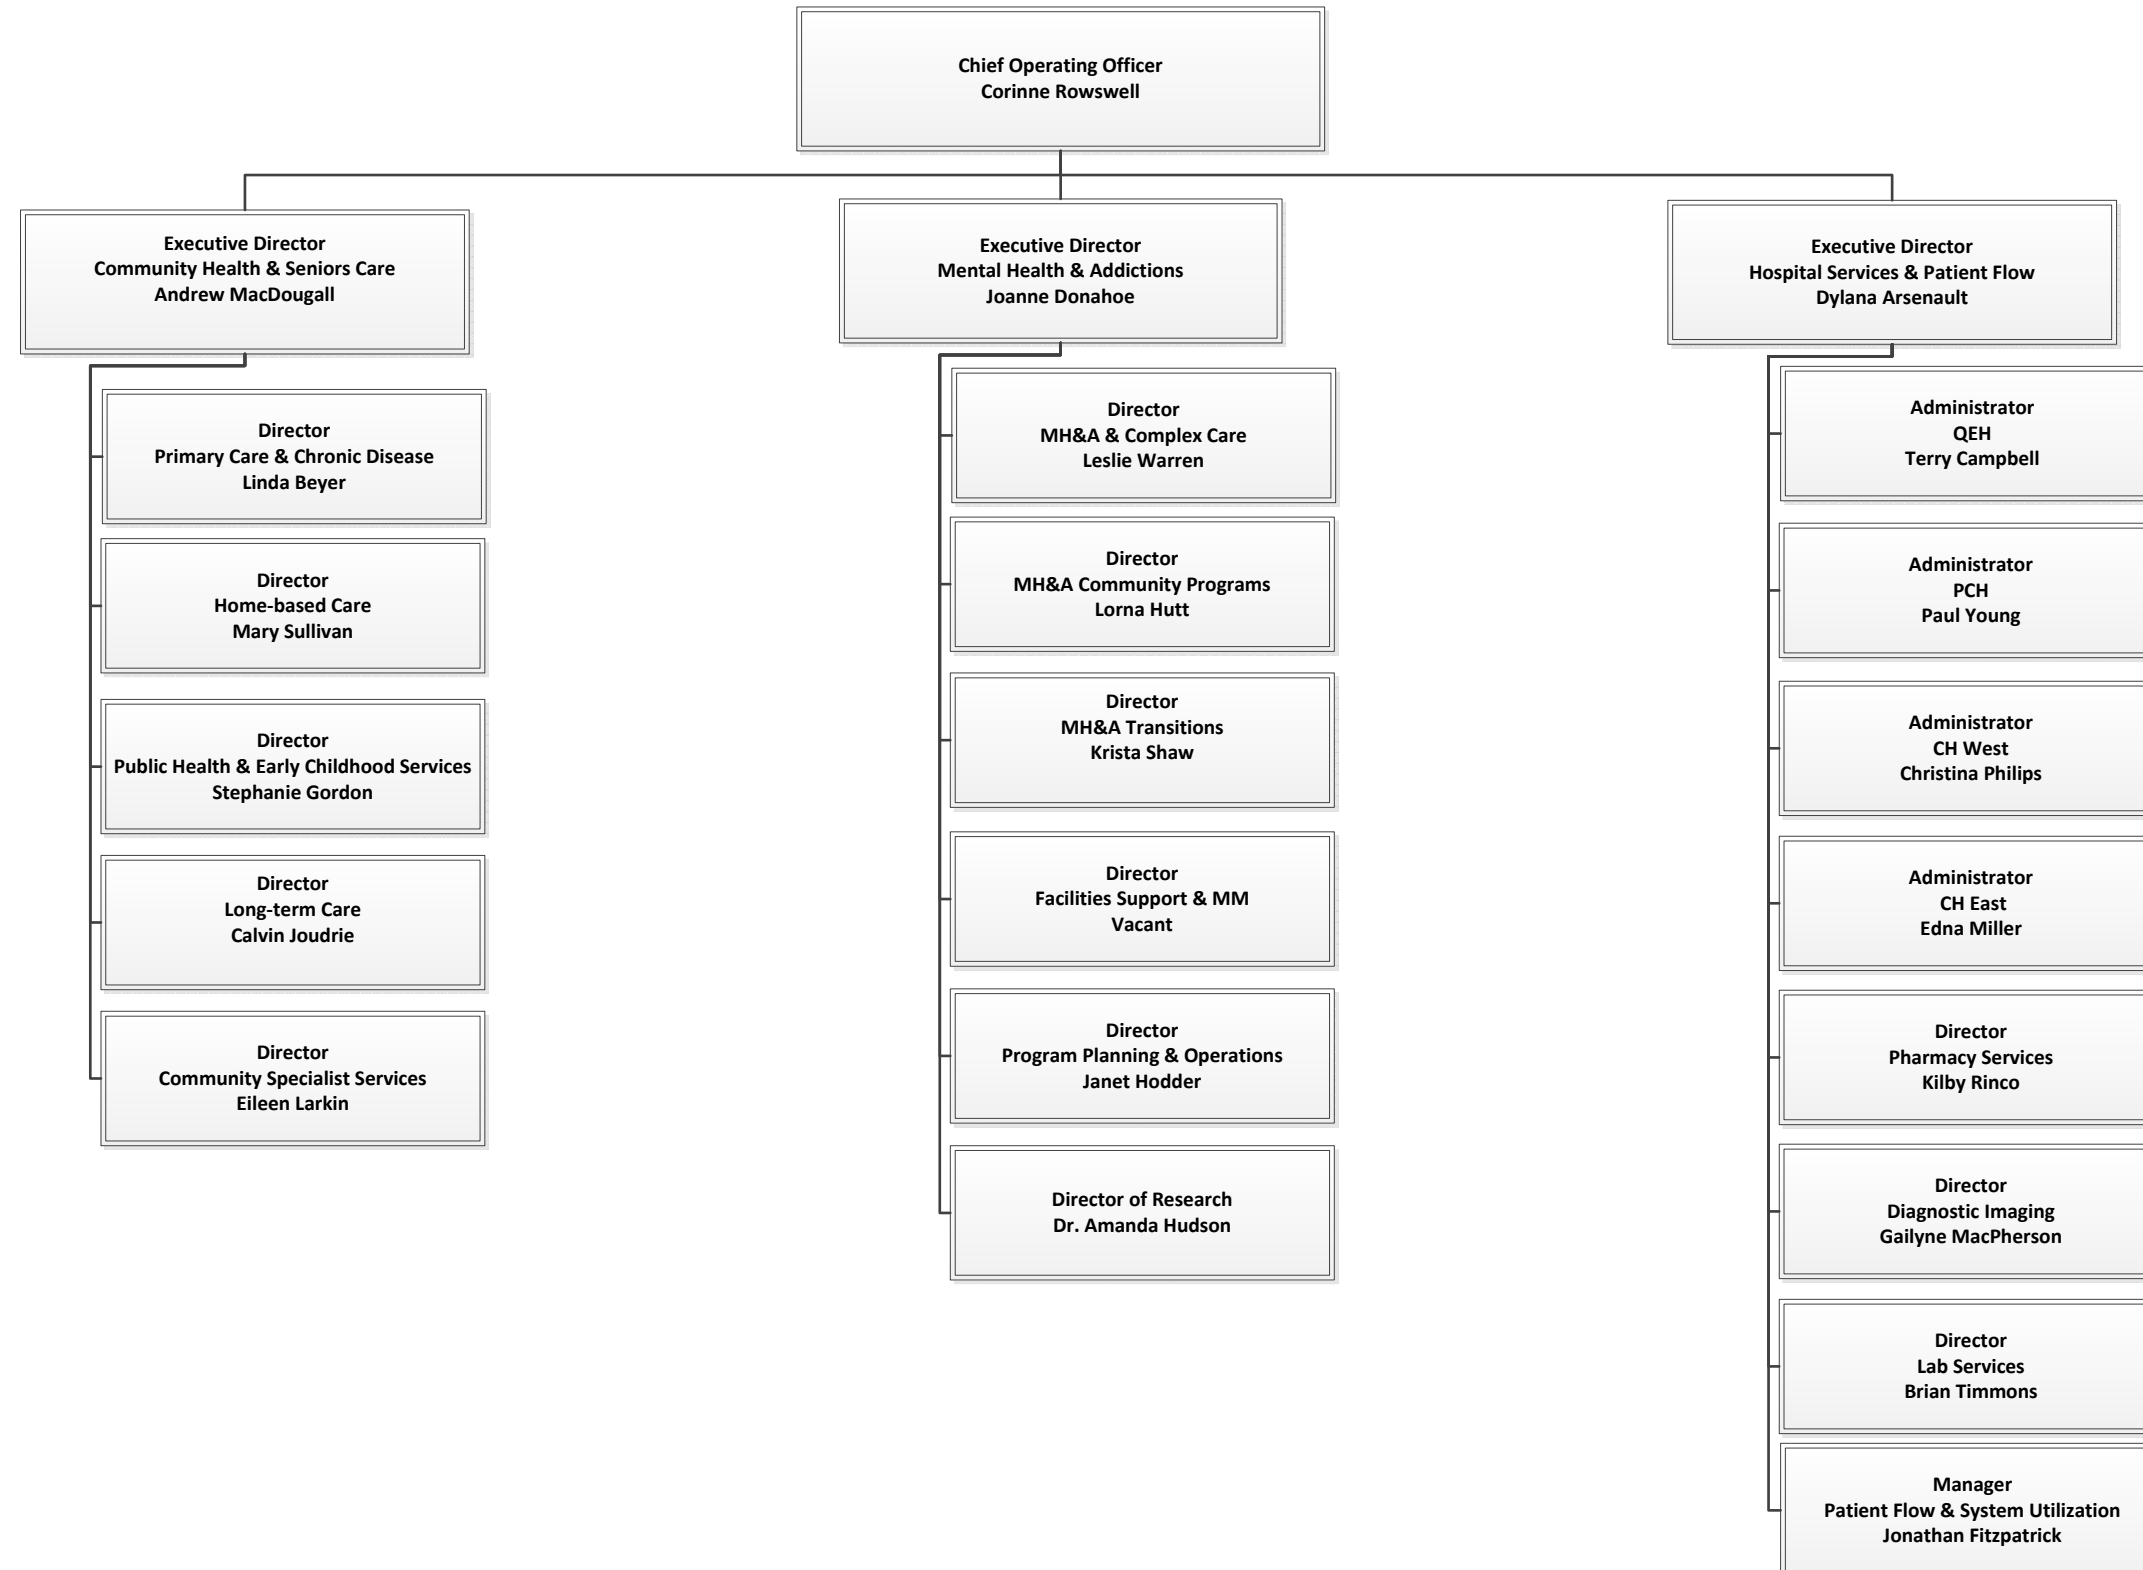 Chief Operating Officer
Corinne Rowswell
Executive Director
Community Health & Seniors Care
Andrew MacDougall
Director
Primary Care & Chronic Disease
Linda Beyer
Director
Home-based Care
Mary Sullivan
Director
Public Health & Early Childhood Services
Stephanie Gordon
Director
Long-term Care
Calvin Joudrie
Director
Community Specialist Services
Eileen Larkin
Executive Director
Mental Health & Addictions
Joanne Donahoe
Director
MH&A & Complex Care
Leslie Warren
Director
MH&A Community Programs
Lorna Hutt
Director
MH&A Transitions
Krista Shaw
Director
Facilities Support & MM
Vacant
Director
Program Planning & Operations
Janet Hodder
Director of Research
Dr. Amanda Hudson
Executive Director
Hospital Services & Patient Flow
Dylana Arsenault
Administrator
QEH
Terry Campbell
Administrator
PCH
Paul Young
Administrator
CH West
Christina Philips
Administrator
CH East
Edna Miller
Director
Pharmacy Services
Kilby Rinco
Director
Diagnostic Imaging
Gailyne MacPherson
Director
Lab Services
Brian Timmons
Manager
Patient Flow & System Utilization
Jonathan Fitzpatrick